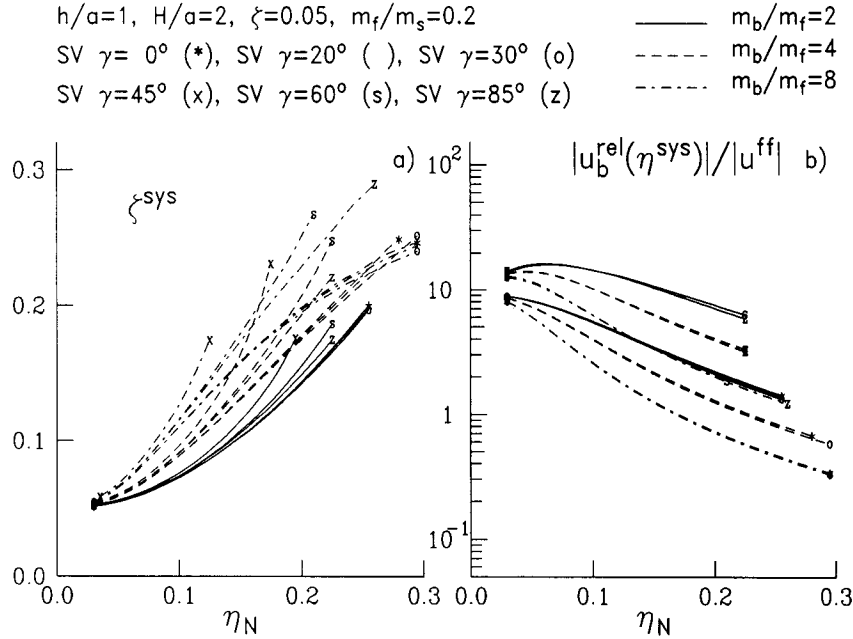 h/a=1, H/a=2, ζ=0.05, m_f/m_s=0.2
SV γ= 0° (*), SV γ=20° ( ), SV γ=30° (o)
SV γ=45° (x), SV γ=60° (s), SV γ=85° (z)
m_b/m_f=2
m_b/m_f=4
m_b/m_f=8
a)
ζ^sys
0.3
0.2
0.1
0.0
0.1
0.2
0.3
η_N
|u_b^rel(η^sys)|/|u^ff| b)
10^2
10
1
10^-1
0.0
0.1
0.2
0.3
η_N